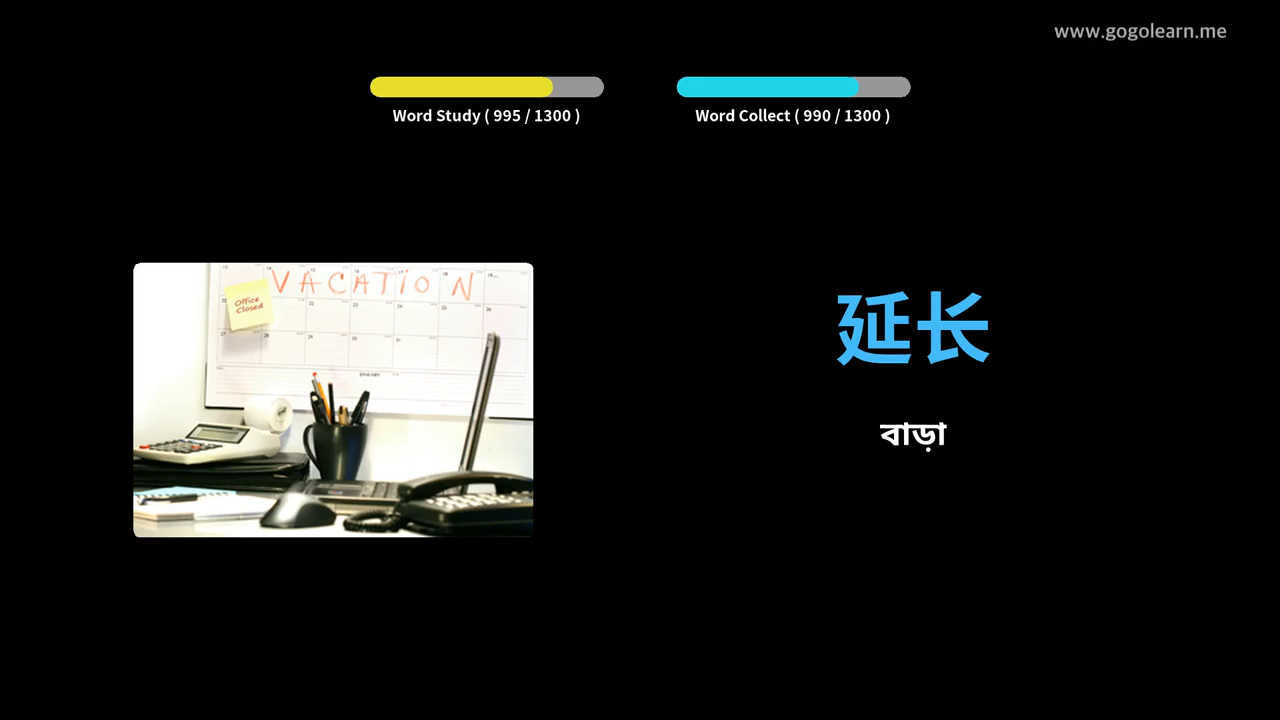 www.gogolearn.me
Word Study ( 995 / 1300 )
Word Collect ( 990 / 1300 )
VACATION
Office
Closed
延长
বাড়া